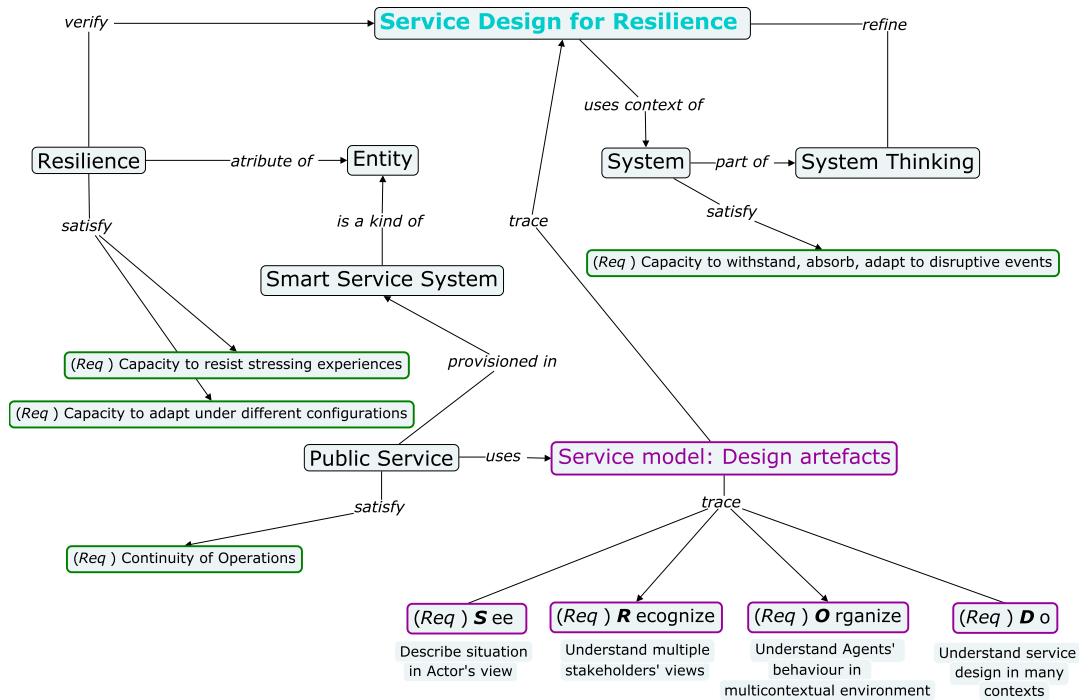 verify
Service Design for Resilience
refine
uses context of
Resilience
atribute of
Entity
System
part of
System Thinking
satisfy
is a kind of
trace
satisfy
(Req ) Capacity to withstand, absorb, adapt to disruptive events
Smart Service System
provisioned in
(Req ) Capacity to resist stressing experiences
(Req ) Capacity to adapt under different configurations
Public Service
uses
Service model: Design artefacts
satisfy
trace
(Req ) Continuity of Operations
(Req ) S ee
(Req ) R ecognize
(Req ) O rganize
(Req ) D o
Describe situation
in Actor's view
Understand multiple
stakeholders' views
Understand Agents'
behaviour in
multicontextual environment
Understand service
design in many
contexts